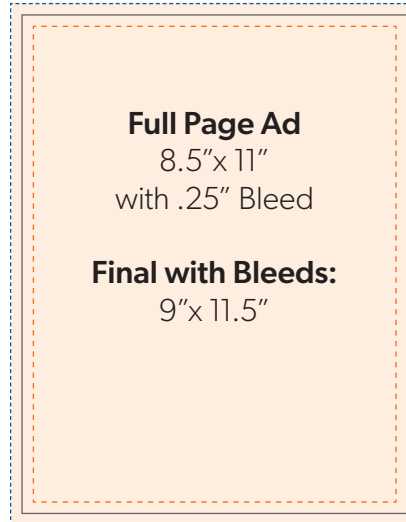 Full Page Ad
8.5”x 11”
with .25” Bleed
Final with Bleeds:
9”x 11.5”